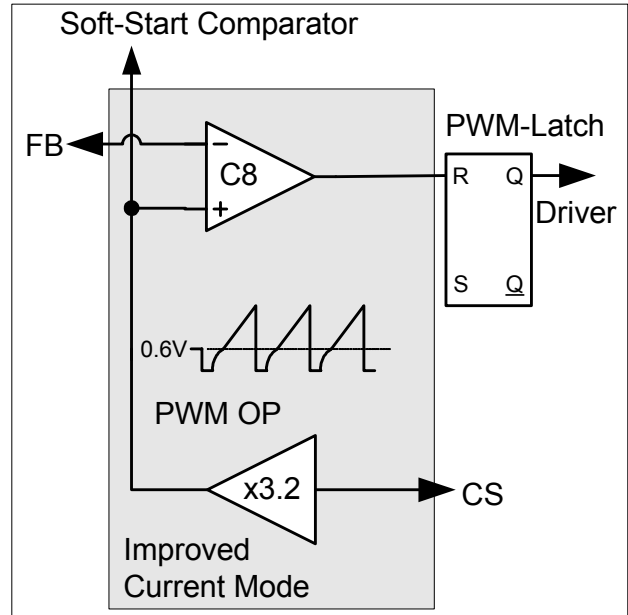 Soft-Start Comparator
FB
−
C8
+
PWM-Latch
R Q
Driver
S Q
0.6V
PWM OP
x3.2
CS
Improved
Current Mode